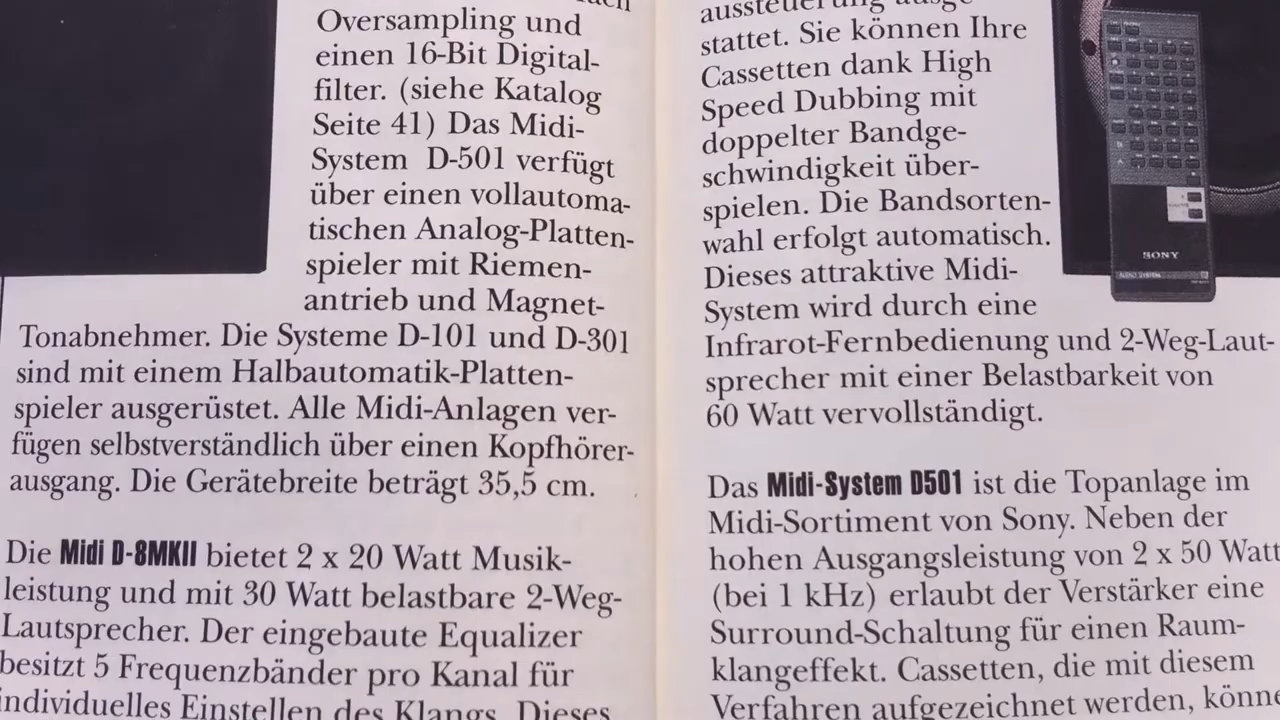 Oversampling und
einen 16-Bit Digital-
filter. (siehe Katalog
Seite 41) Das Midi-
System D-501 verfügt
über einen vollautoma-
tischen Analog-Platten-
spieler mit Riemen-
antrieb und Magnet-
Tonabnehmer. Die Systeme D-101 und D-301
sind mit einem Halbautomatik-Platten-
spieler ausgerüstet. Alle Midi-Anlagen ver-
fügen selbstverständlich über einen Kopfhörer-
ausgang. Die Gerätebreite beträgt 35,5 cm.
Die Midi D-8MKII bietet 2 x 20 Watt Musik-
leistung und mit 30 Watt belastbare 2-Weg-
Lautsprecher. Der eingebaute Equalizer
besitzt 5 Frequenzbänder pro Kanal für
individuelles Einstellen des Klangs. Dieses
aussteuerung ausge-
stattet. Sie können Ihre
Cassetten dank High
Speed Dubbing mit
doppelter Bandge-
schwindigkeit über-
spielen. Die Bandsorten-
wahl erfolgt automatisch.
Dieses attraktive Midi-
System wird durch eine
Infrarot-Fernbedienung und 2-Weg-Laut-
sprecher mit einer Belastbarkeit von
60 Watt vervollständigt.
Das Midi-System D501 ist die Topanlage im
Midi-Sortiment von Sony. Neben der
hohen Ausgangsleistung von 2 x 50 Watt
(bei 1 kHz) erlaubt der Verstärker eine
Surround-Schaltung für einen Raum-
klangeffekt. Cassetten, die mit diesem
Verfahren aufgezeichnet werden, könne
SONY